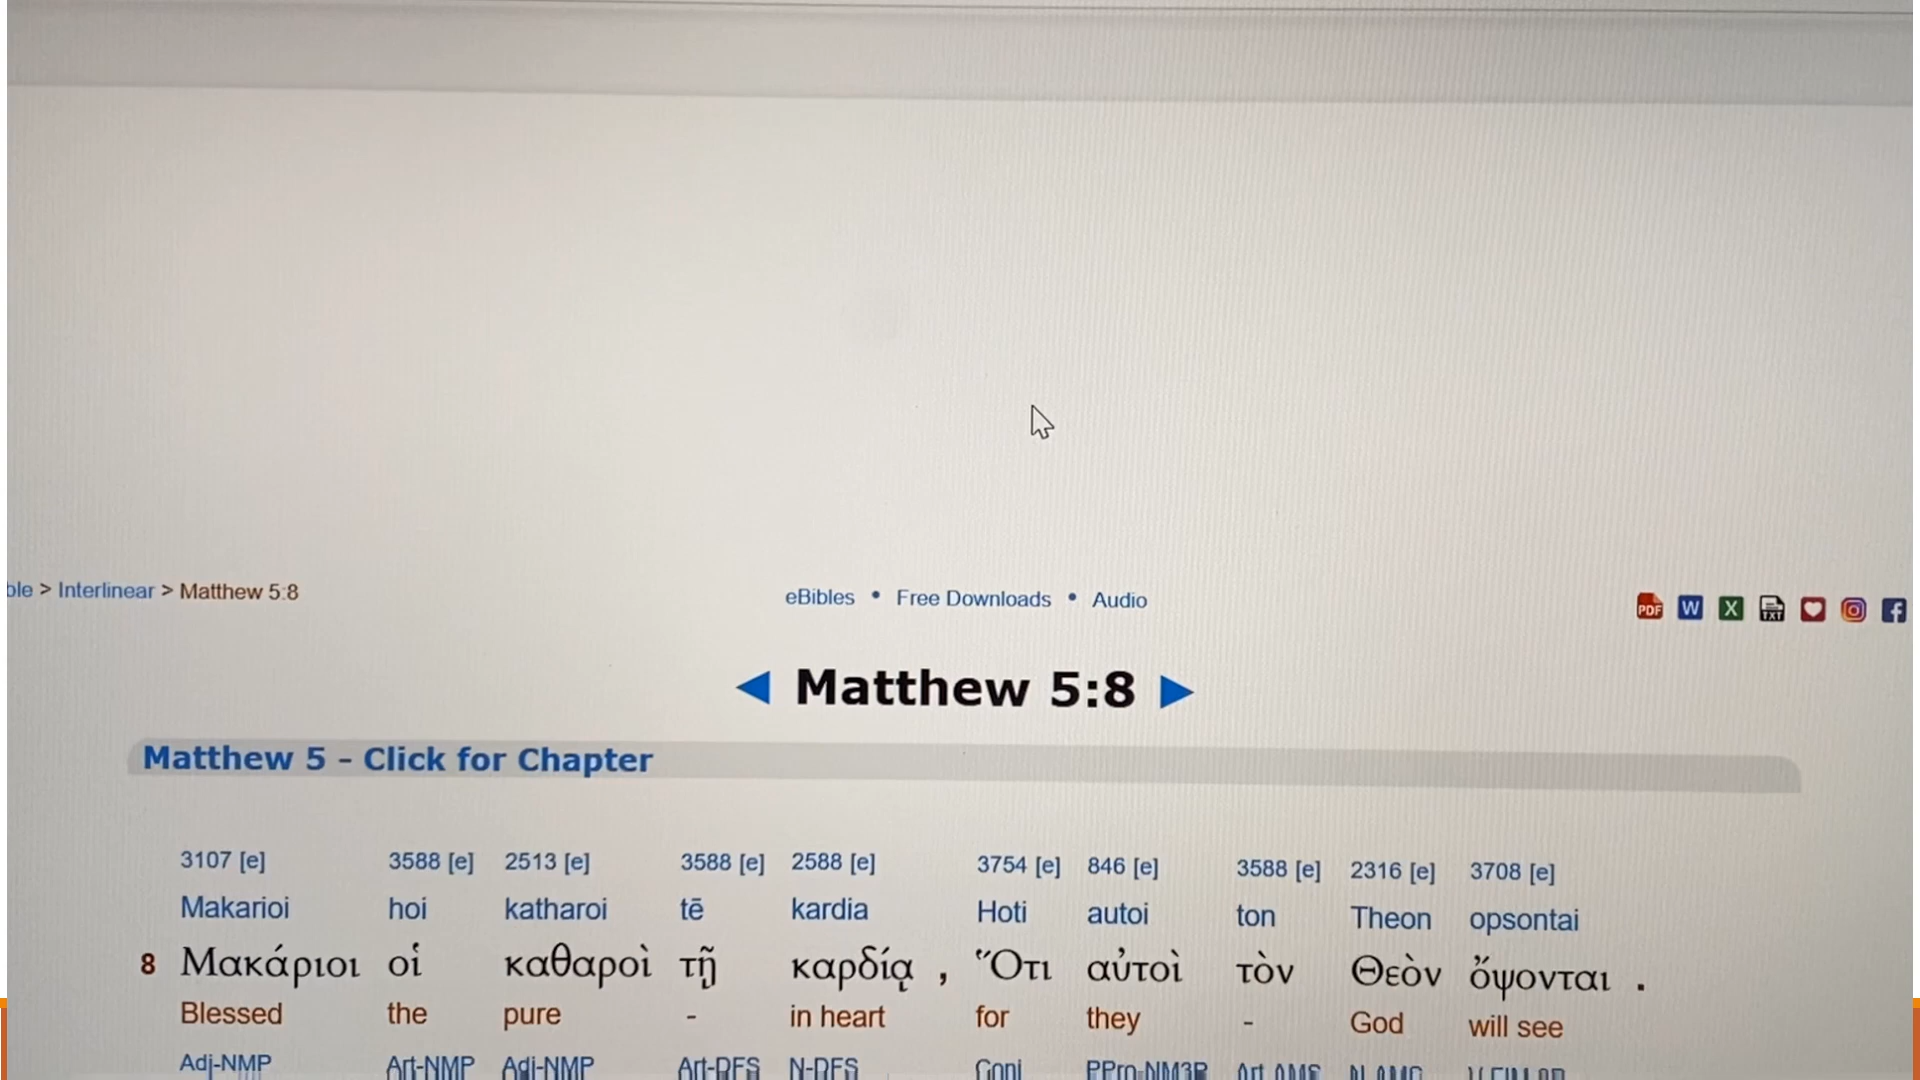 > Interlinear > Matthew 5:8
eBibles • Free Downloads • Audio
PDF W X TXT
◄ Matthew 5:8 ►
Matthew 5 - Click for Chapter
3107 [e] 3588 [e] 2513 [e] 3588 [e] 2588 [e] 3754 [e] 846 [e] 3588 [e] 2316 [e] 3708 [e]
Makarioi hoi katharoi tē kardia Hoti autoi ton Theon opsontai
8 Μακάριοι οἱ καθαροὶ τῇ καρδίᾳ , Ὅτι αὐτοὶ τὸν Θεὸν ὄψονται .
Blessed the pure - in heart for they - God will see
Adj-NMP Art-NMP Adj-NMP Art-DFS N-DFS Conj PPro-NM3P